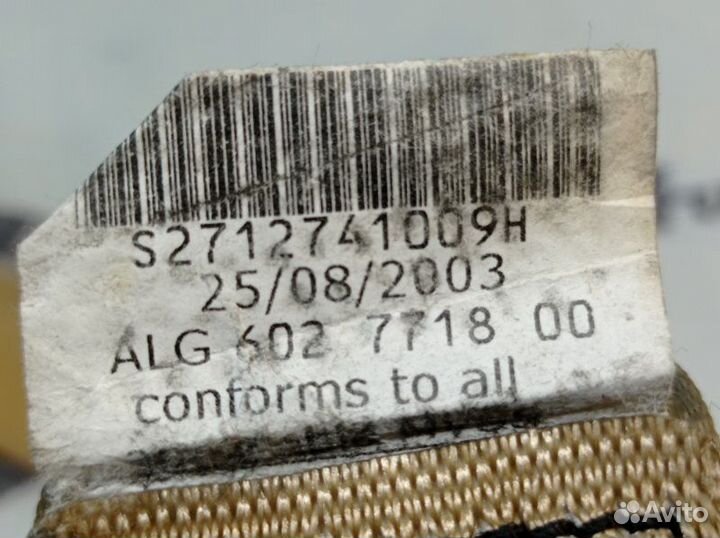 S2712741009H
25/08/2003
ALG 602 7718 00
conforms to all
Avito